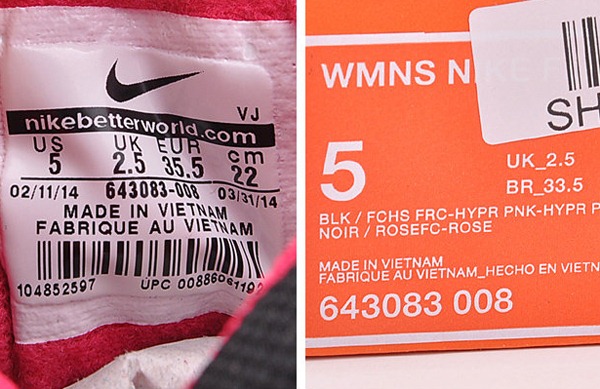 VJ
nikebetterworld.com
US UK EUR cm
5 2.5 35.5 22
02/11/14 643083-008 03/31/14
MADE IN VIETNAM
FABRIQUE AU VIETNAM
104852597
UPC
WMNS
SH
5
UK_2.5
BR_33.5
BLK / FCHS FRC-HYPR PNK-HYPR P
NOIR / ROSEFC-ROSE
MADE IN VIETNAM
FABRIQUE AU VIETNAM_HECHO EN VIETN
643083 008